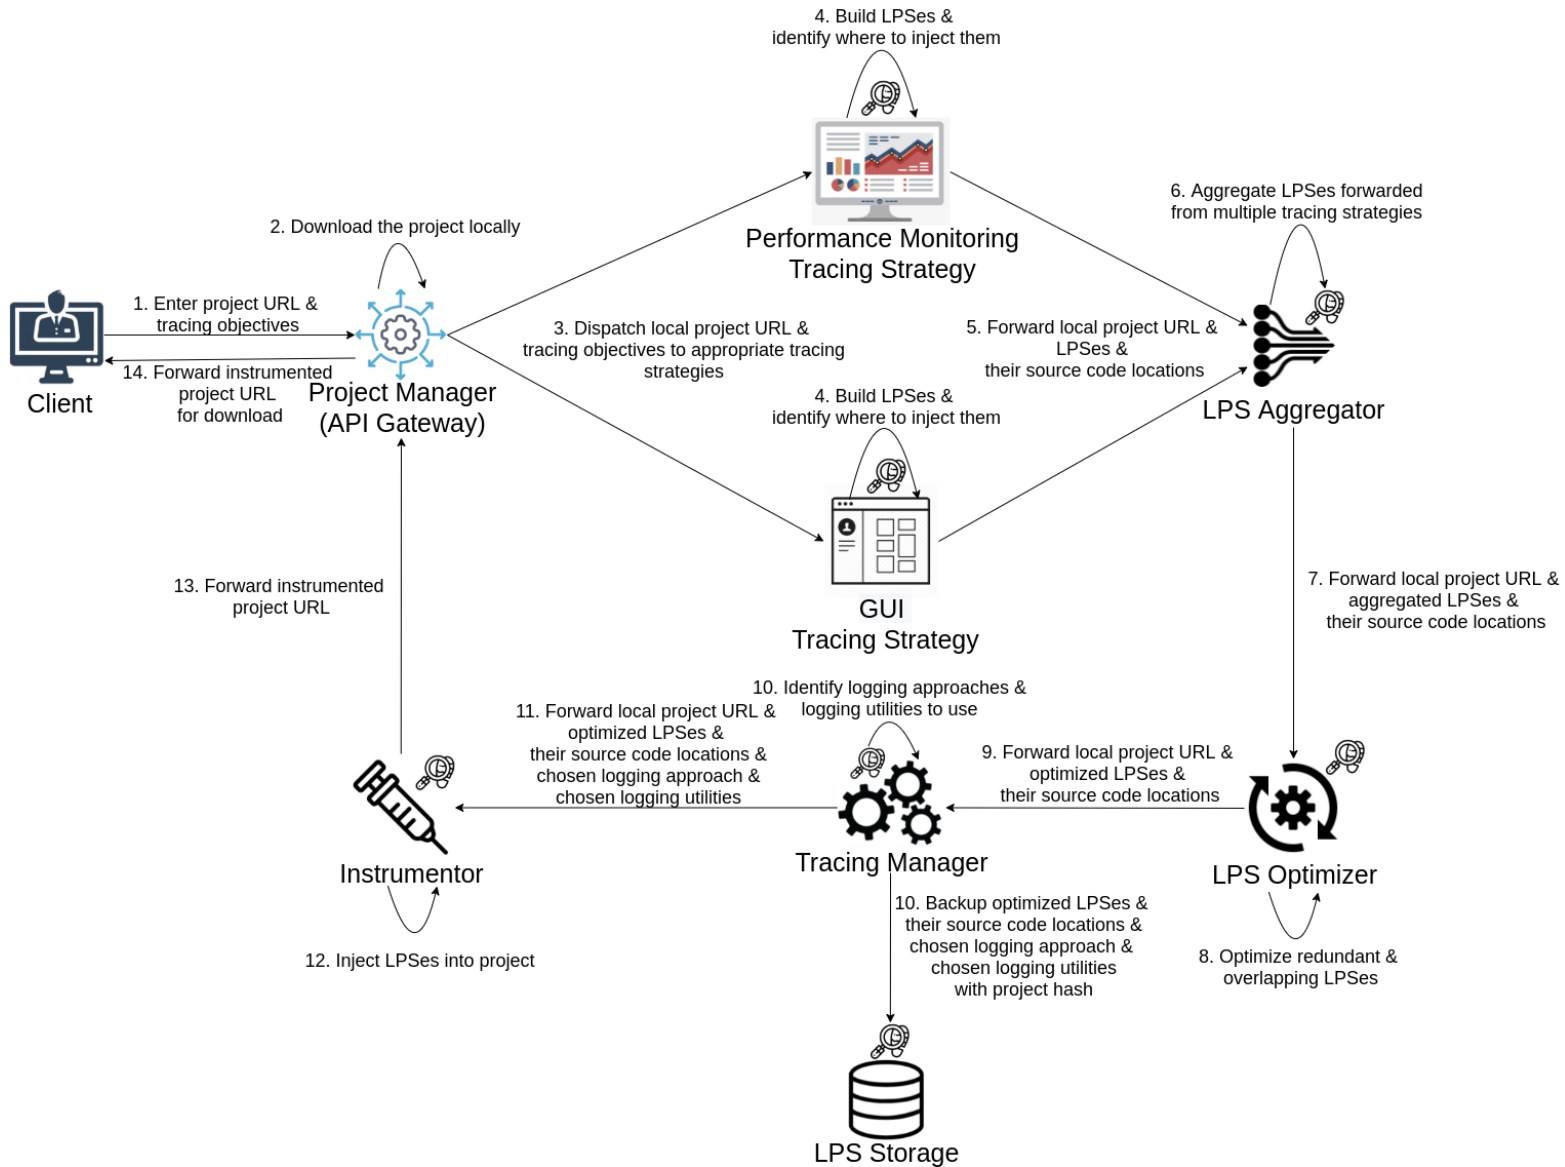 4. Build LPSes &
identify where to inject them
Performance Monitoring
Tracing Strategy
6. Aggregate LPSes forwarded
from multiple tracing strategies
2. Download the project locally
1. Enter project URL &
tracing objectives
14. Forward instrumented
project URL
for download
Client
Project Manager
(API Gateway)
3. Dispatch local project URL &
tracing objectives to appropriate tracing
strategies
5. Forward local project URL &
LPSes &
their source code locations
LPS Aggregator
4. Build LPSes &
identify where to inject them
GUI
Tracing Strategy
13. Forward instrumented
project URL
7. Forward local project URL &
aggregated LPSes &
their source code locations
10. Identify logging approaches &
logging utilities to use
11. Forward local project URL &
optimized LPSes &
their source code locations &
chosen logging approach &
chosen logging utilities
9. Forward local project URL &
optimized LPSes &
their source code locations
Instrumentor
Tracing Manager
LPS Optimizer
12. Inject LPSes into project
10. Backup optimized LPSes &
their source code locations &
chosen logging approach &
chosen logging utilities
with project hash
8. Optimize redundant &
overlapping LPSes
LPS Storage